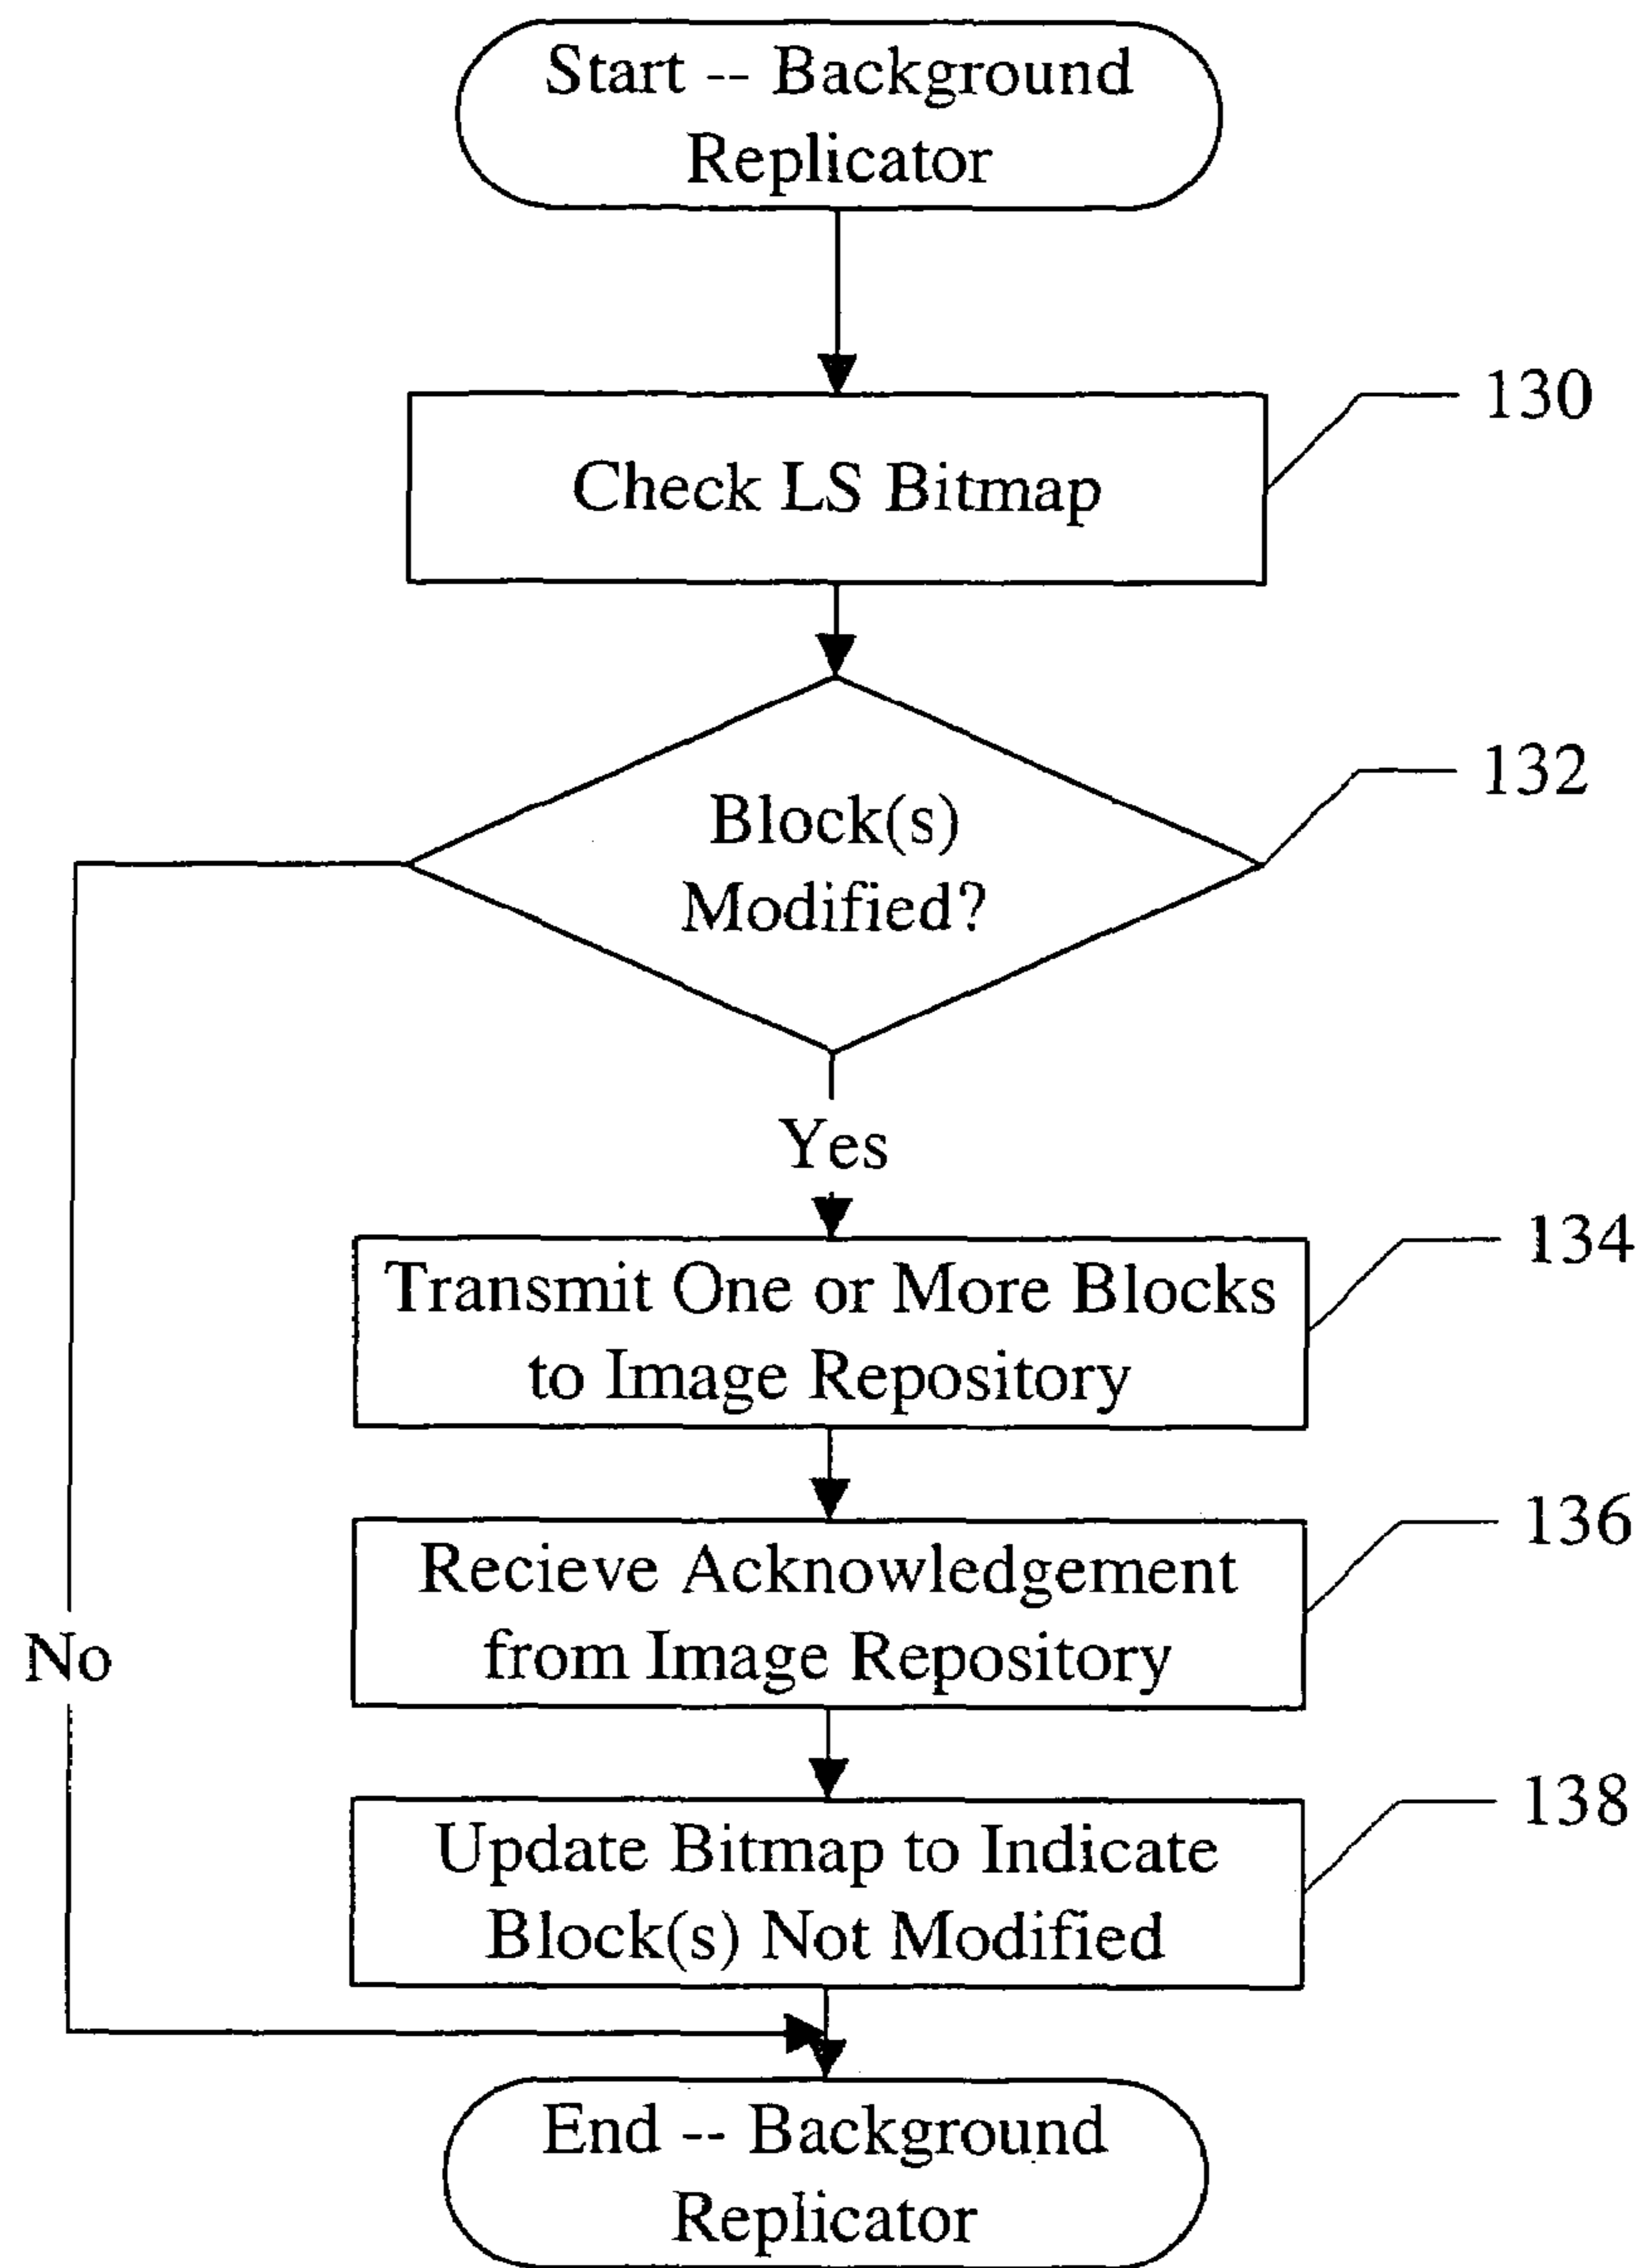 Start -- Background
Replicator
130
Check LS Bitmap
132
Block(s)
Modified?
Yes
134
Transmit One or More Blocks
to Image Repository
136
Recieve Acknowledgement
from Image Repository
No
138
Update Bitmap to Indicate
Block(s) Not Modified
End -- Background
Replicator